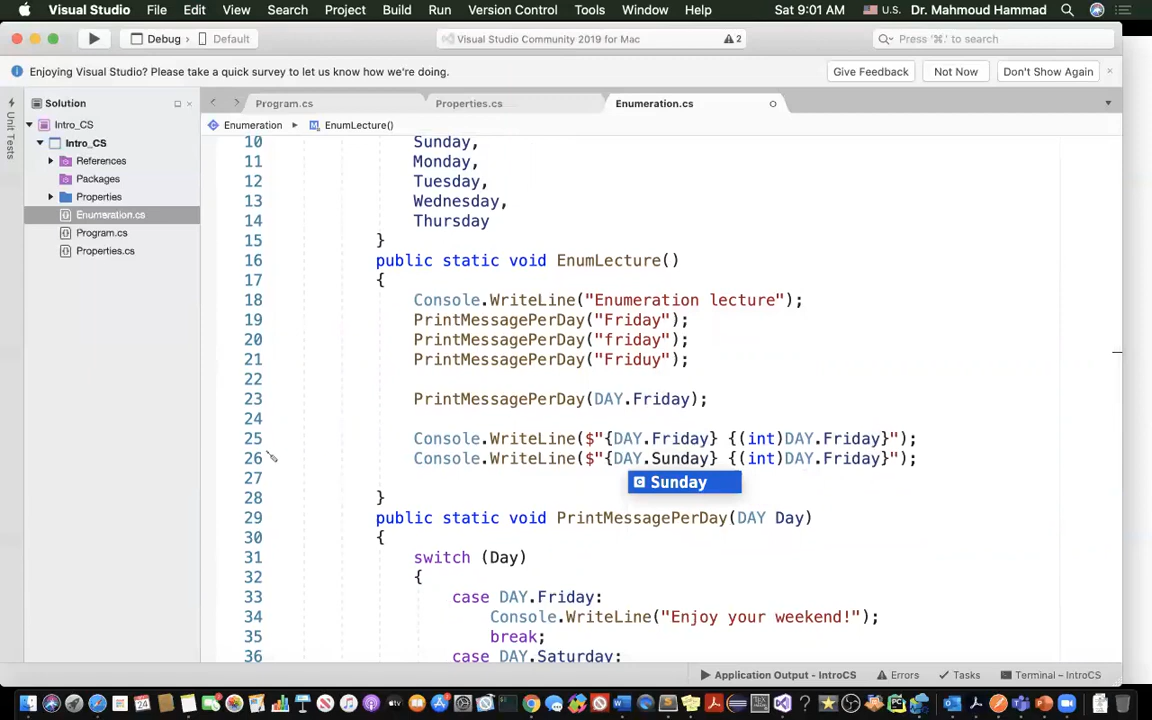 Visual Studio File Edit View Search Project Build Run Version Control Tools Window Help Sat 9:01 AM U.S. Dr. Mahmoud Hammad
Debug › Default Visual Studio Community 2019 for Mac 2 Press '⌘.' to search
Enjoying Visual Studio? Please take a quick survey to let us know how we're doing. Give Feedback Not Now Don't Show Again
Solution
Unit Tests
Intro_CS
Intro_CS
References
Packages
Properties
Enumeration.cs
Program.cs
Properties.cs
Program.cs Properties.cs Enumeration.cs
Enumeration EnumLecture()
10 Sunday,
11 Monday,
12 Tuesday,
13 Wednesday,
14 Thursday
15 }
16 public static void EnumLecture()
17 {
18 Console.WriteLine("Enumeration lecture");
19 PrintMessagePerDay("Friday");
20 PrintMessagePerDay("friday");
21 PrintMessagePerDay("Friduy");
22
23 PrintMessagePerDay(DAY.Friday);
24
25 Console.WriteLine($"{DAY.Friday} {(int)DAY.Friday}");
26 Console.WriteLine($"{DAY.Sunday} {(int)DAY.Friday}");
Sunday
27
28 }
29 public static void PrintMessagePerDay(DAY Day)
30 {
31 switch (Day)
32 {
33 case DAY.Friday:
34 Console.WriteLine("Enjoy your weekend!");
35 break;
36 case DAY.Saturday:
Application Output - IntroCS Errors Tasks Terminal – IntroCS